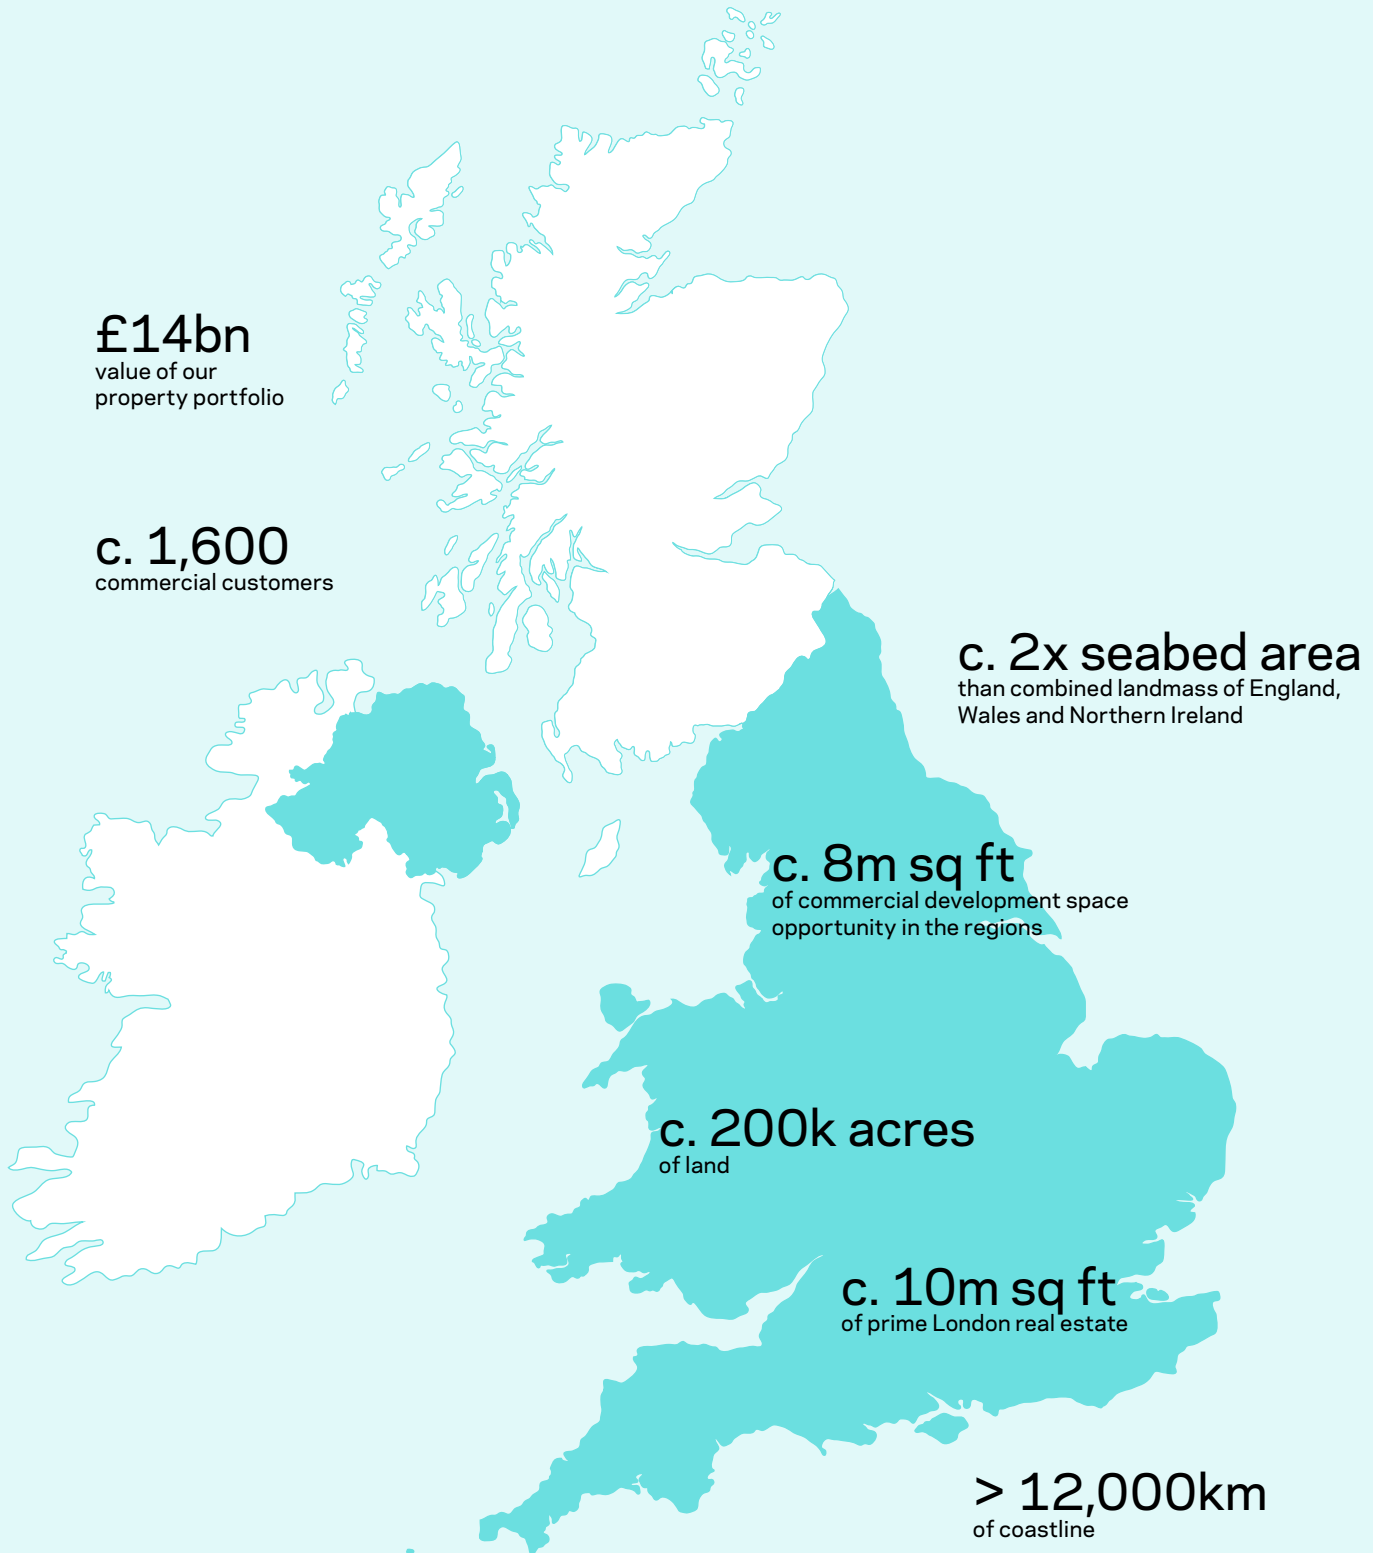 £14bn
value of our
property portfolio
c. 1,600
commercial customers
c. 2x seabed area
than combined landmass of England,
Wales and Northern Ireland
c. 8m sq ft
of commercial development space
opportunity in the regions
c. 200k acres
of land
c. 10m sq ft
of prime London real estate
> 12,000km
of coastline